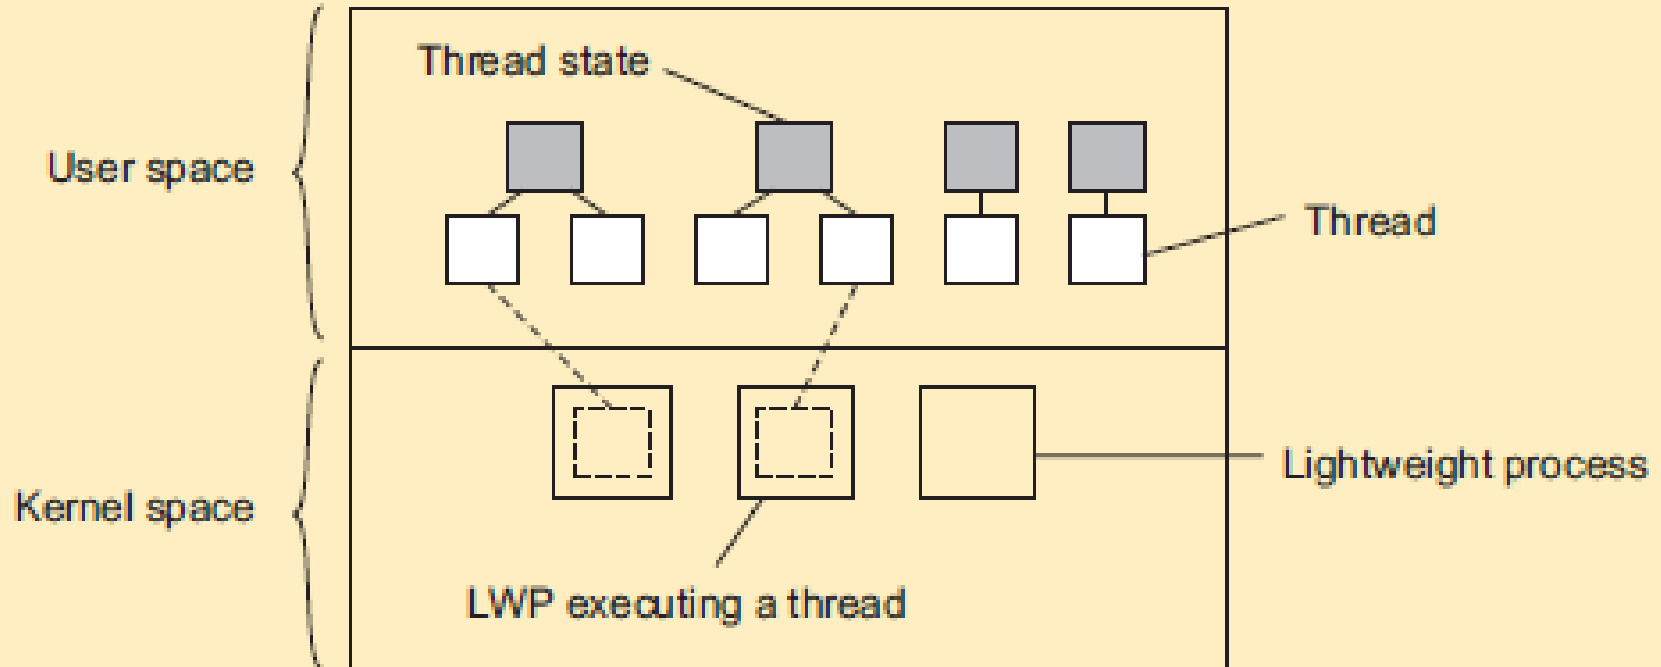 Thread state
User space
Thread
Lightweight process
Kernel space
LWP executing a thread